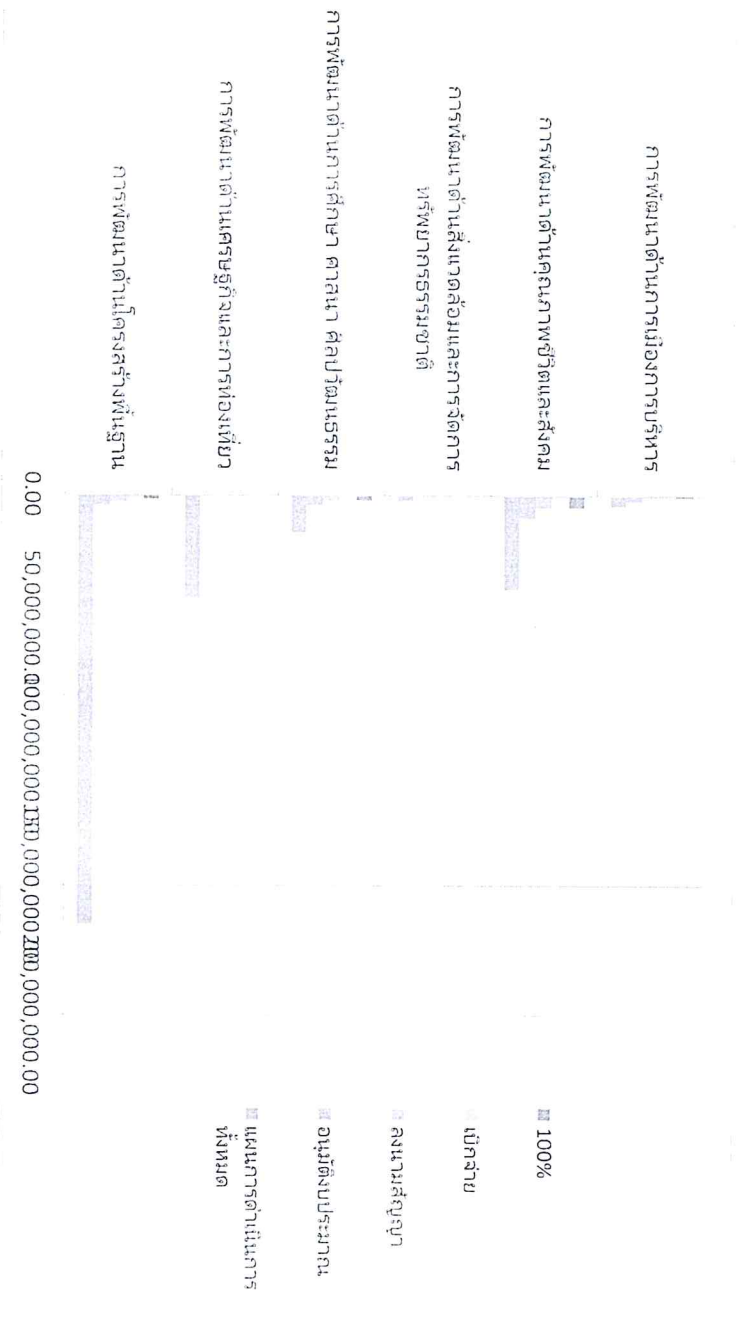 การพัฒนาด้านการเมืองการบริหาร
การพัฒนาด้านคุณภาพชีวิตและสังคม
การพัฒนาด้านสิ่งแวดล้อมและการจัดการ
ทรัพยากรธรรมชาติ
การพัฒนาด้านการศึกษา ศาสนา ศิลปวัฒนธรรม
การพัฒนาด้านเศรษฐกิจและการท่องเที่ยว
การพัฒนาด้านโครงสร้างพื้นฐาน
0.00 50,000,000.
100%
เบิกจ่าย
ลงนามสัญญา
อนุมัติงบประมาณ
แผนการดำเนินการ
ทั้งหมด